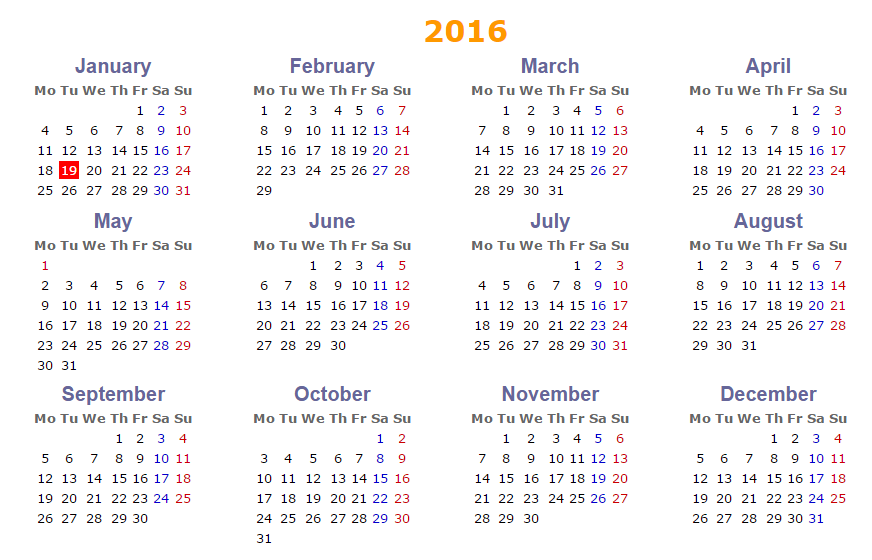 2016
January
Mo Tu We Th Fr Sa Su
1 2 3
4 5 6 7 8 9 10
11 12 13 14 15 16 17
18 19 20 21 22 23 24
25 26 27 28 29 30 31
February
Mo Tu We Th Fr Sa Su
1 2 3 4 5 6 7
8 9 10 11 12 13 14
15 16 17 18 19 20 21
22 23 24 25 26 27 28
29
March
Mo Tu We Th Fr Sa Su
1 2 3 4 5 6
7 8 9 10 11 12 13
14 15 16 17 18 19 20
21 22 23 24 25 26 27
28 29 30 31
April
Mo Tu We Th Fr Sa Su
1 2 3
4 5 6 7 8 9 10
11 12 13 14 15 16 17
18 19 20 21 22 23 24
25 26 27 28 29 30
May
Mo Tu We Th Fr Sa Su
1
2 3 4 5 6 7 8
9 10 11 12 13 14 15
16 17 18 19 20 21 22
23 24 25 26 27 28 29
30 31
June
Mo Tu We Th Fr Sa Su
1 2 3 4 5
6 7 8 9 10 11 12
13 14 15 16 17 18 19
20 21 22 23 24 25 26
27 28 29 30
July
Mo Tu We Th Fr Sa Su
1 2 3
4 5 6 7 8 9 10
11 12 13 14 15 16 17
18 19 20 21 22 23 24
25 26 27 28 29 30 31
August
Mo Tu We Th Fr Sa Su
1 2 3 4 5 6 7
8 9 10 11 12 13 14
15 16 17 18 19 20 21
22 23 24 25 26 27 28
29 30 31
September
Mo Tu We Th Fr Sa Su
1 2 3 4
5 6 7 8 9 10 11
12 13 14 15 16 17 18
19 20 21 22 23 24 25
26 27 28 29 30
October
Mo Tu We Th Fr Sa Su
1 2
3 4 5 6 7 8 9
10 11 12 13 14 15 16
17 18 19 20 21 22 23
24 25 26 27 28 29 30
31
November
Mo Tu We Th Fr Sa Su
1 2 3 4 5 6
7 8 9 10 11 12 13
14 15 16 17 18 19 20
21 22 23 24 25 26 27
28 29 30
December
Mo Tu We Th Fr Sa Su
1 2 3 4
5 6 7 8 9 10 11
12 13 14 15 16 17 18
19 20 21 22 23 24 25
26 27 28 29 30 31